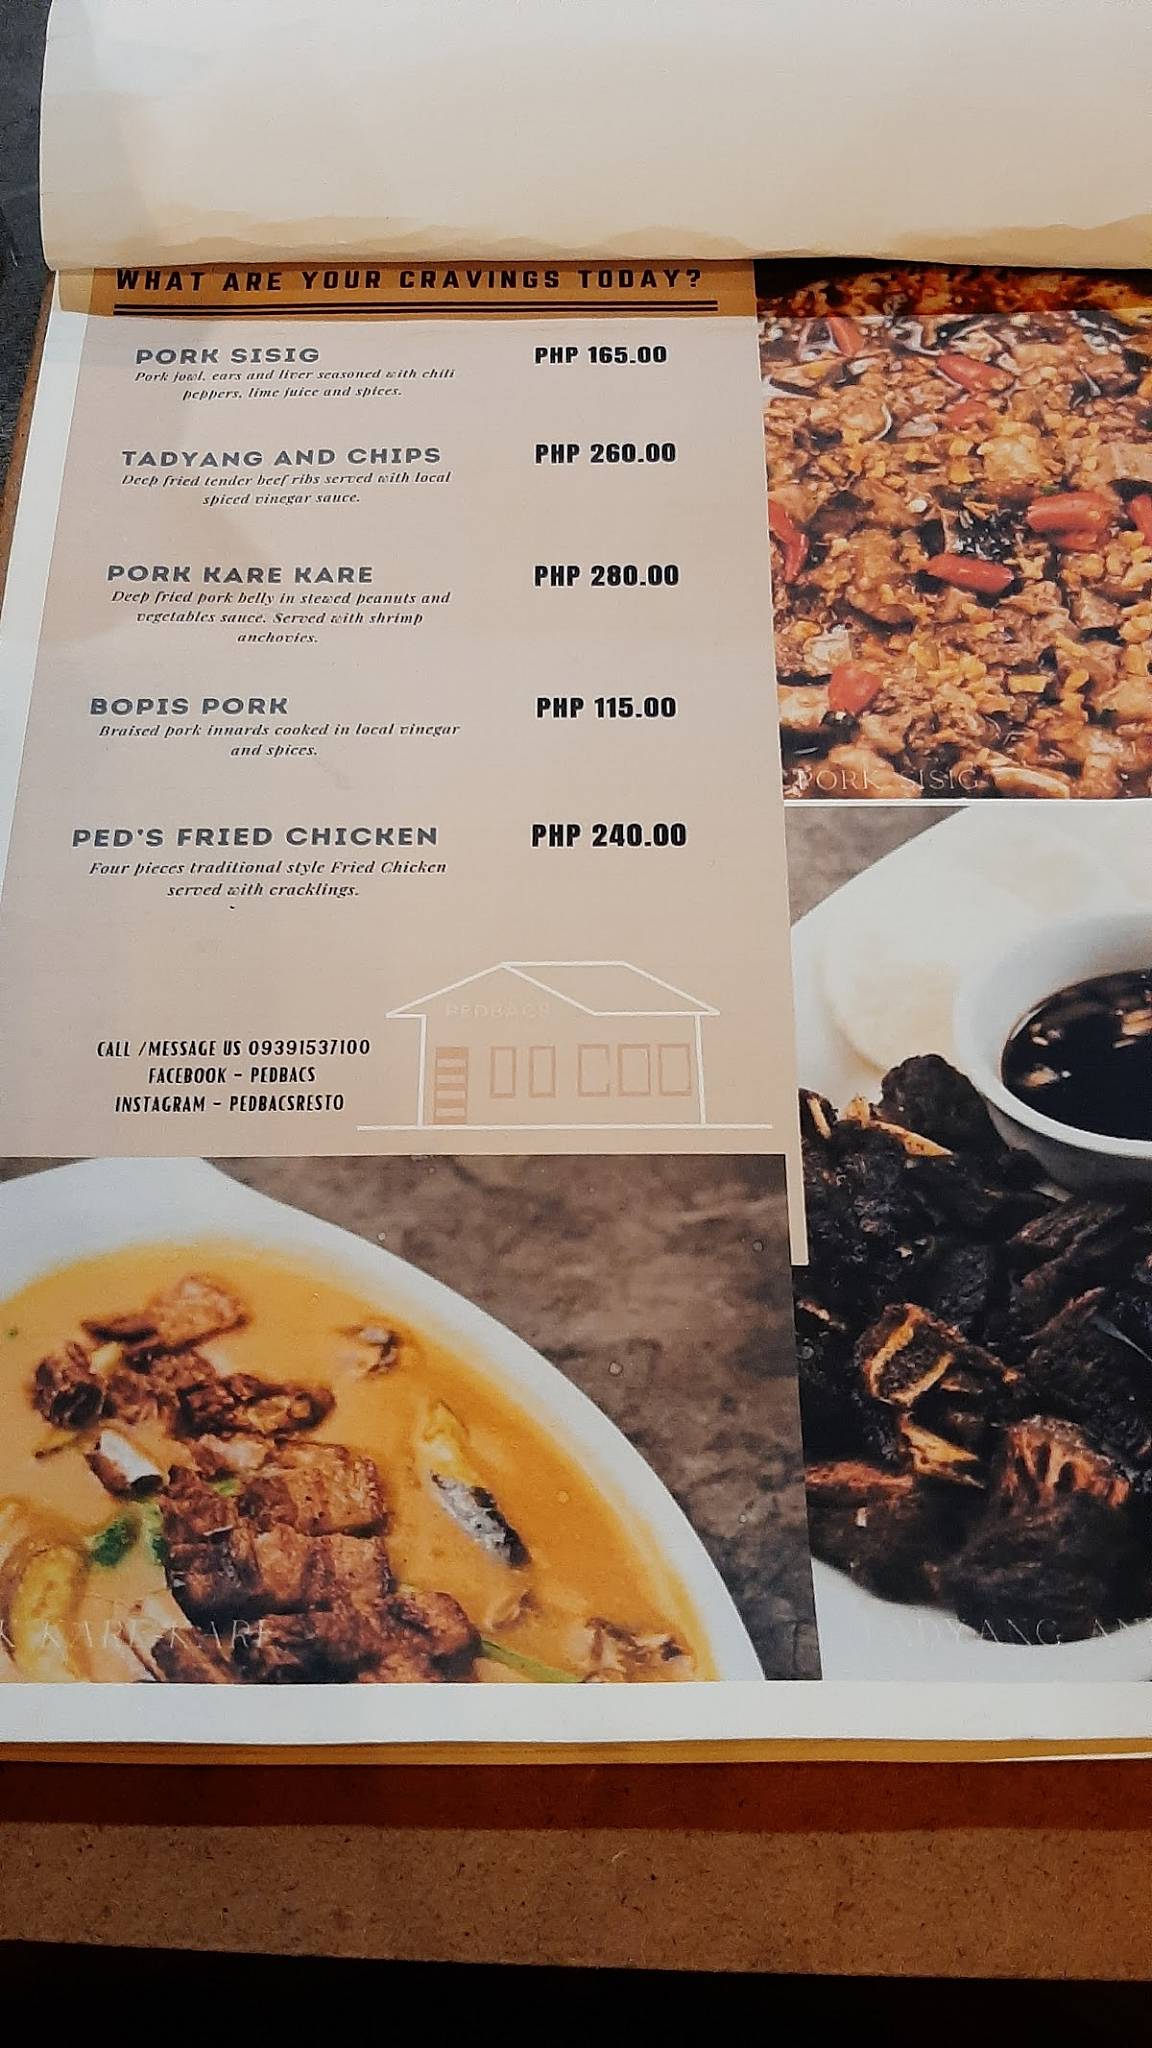 WHAT ARE YOUR CRAVINGS TODAY?
PORK SISIG PHP 165.00
Pork jowl, ears and liver seasoned with chili
peppers, lime juice and spices.
TADYANG AND CHIPS PHP 260.00
Deep fried tender beef ribs served with local
spiced vinegar sauce.
PORK KARE KARE PHP 280.00
Deep fried pork belly in stewed peanuts and
vegetables sauce. Served with shrimp
anchovies.
BOPIS PORK PHP 115.00
Braised pork innards cooked in local vinegar
and spices.
PED'S FRIED CHICKEN PHP 240.00
Four pieces traditional style Fried Chicken
served with cracklings.
PEDBACS
CALL /MESSAGE US 09391537100
FACEBOOK - PEDBACS
INSTAGRAM - PEDBACSRESTO
PORK SISIG
K KARE-KARE
DYANG AN